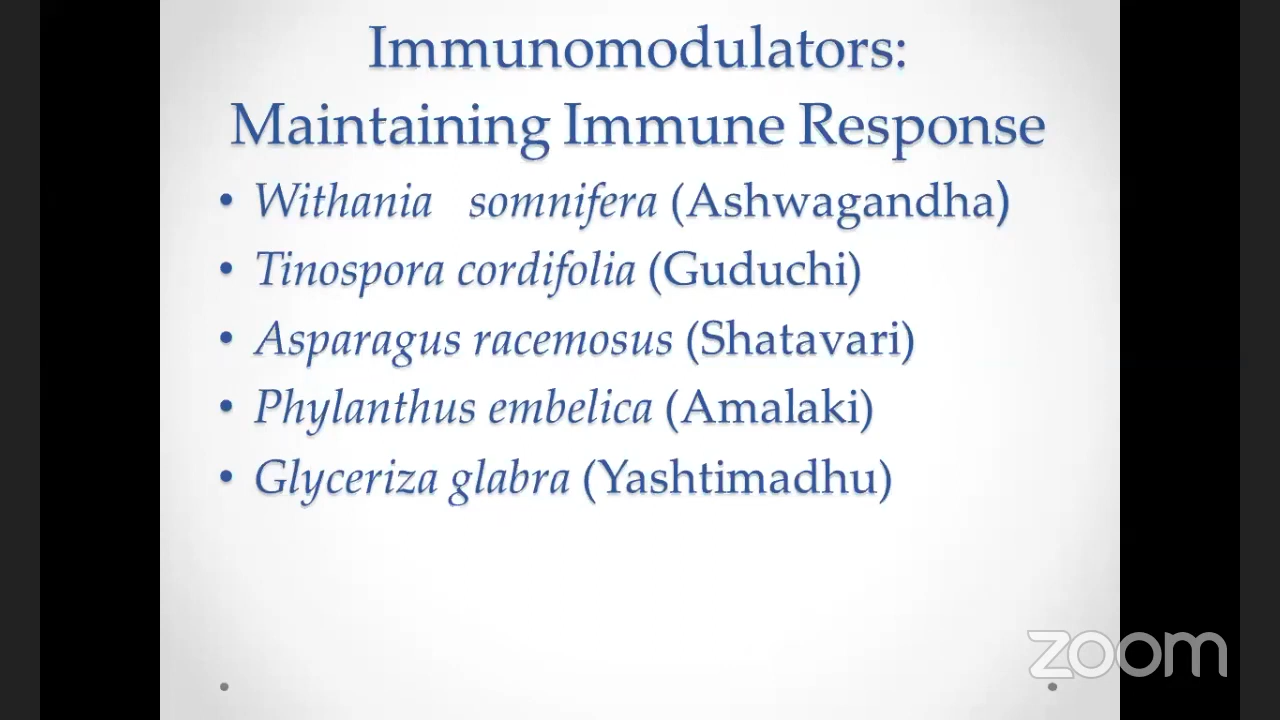 Immunomodulators:
Maintaining Immune Response
• Withania somnifera (Ashwagandha)
• Tinospora cordifolia (Guduchi)
• Asparagus racemosus (Shatavari)
• Phylanthus embelica (Amalaki)
• Glyceriza glabra (Yashtimadhu)
zoom